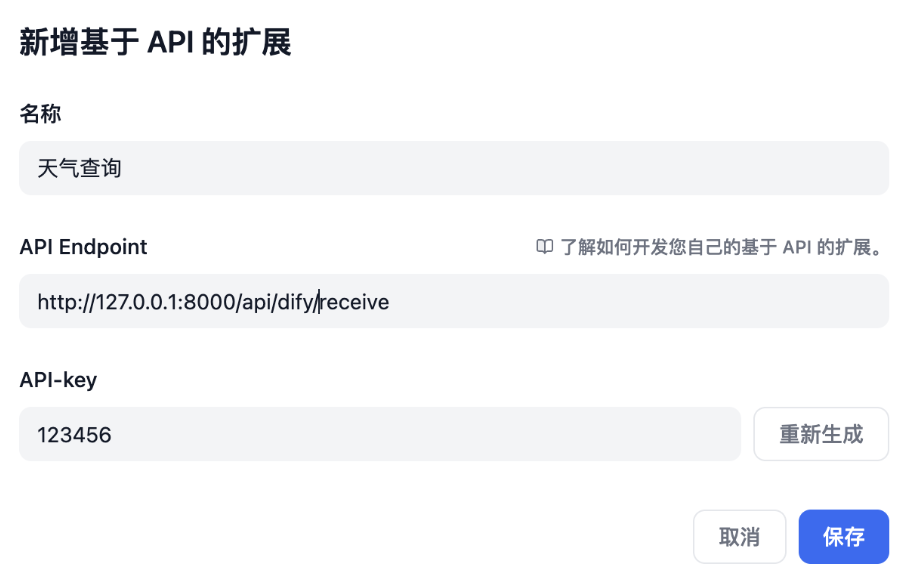 新增基于 API 的扩展
名称
天气查询
API Endpoint
了解如何开发您自己的基于 API 的扩展。
http://127.0.0.1:8000/api/dify/receive
API-key
123456
重新生成
取消
保存